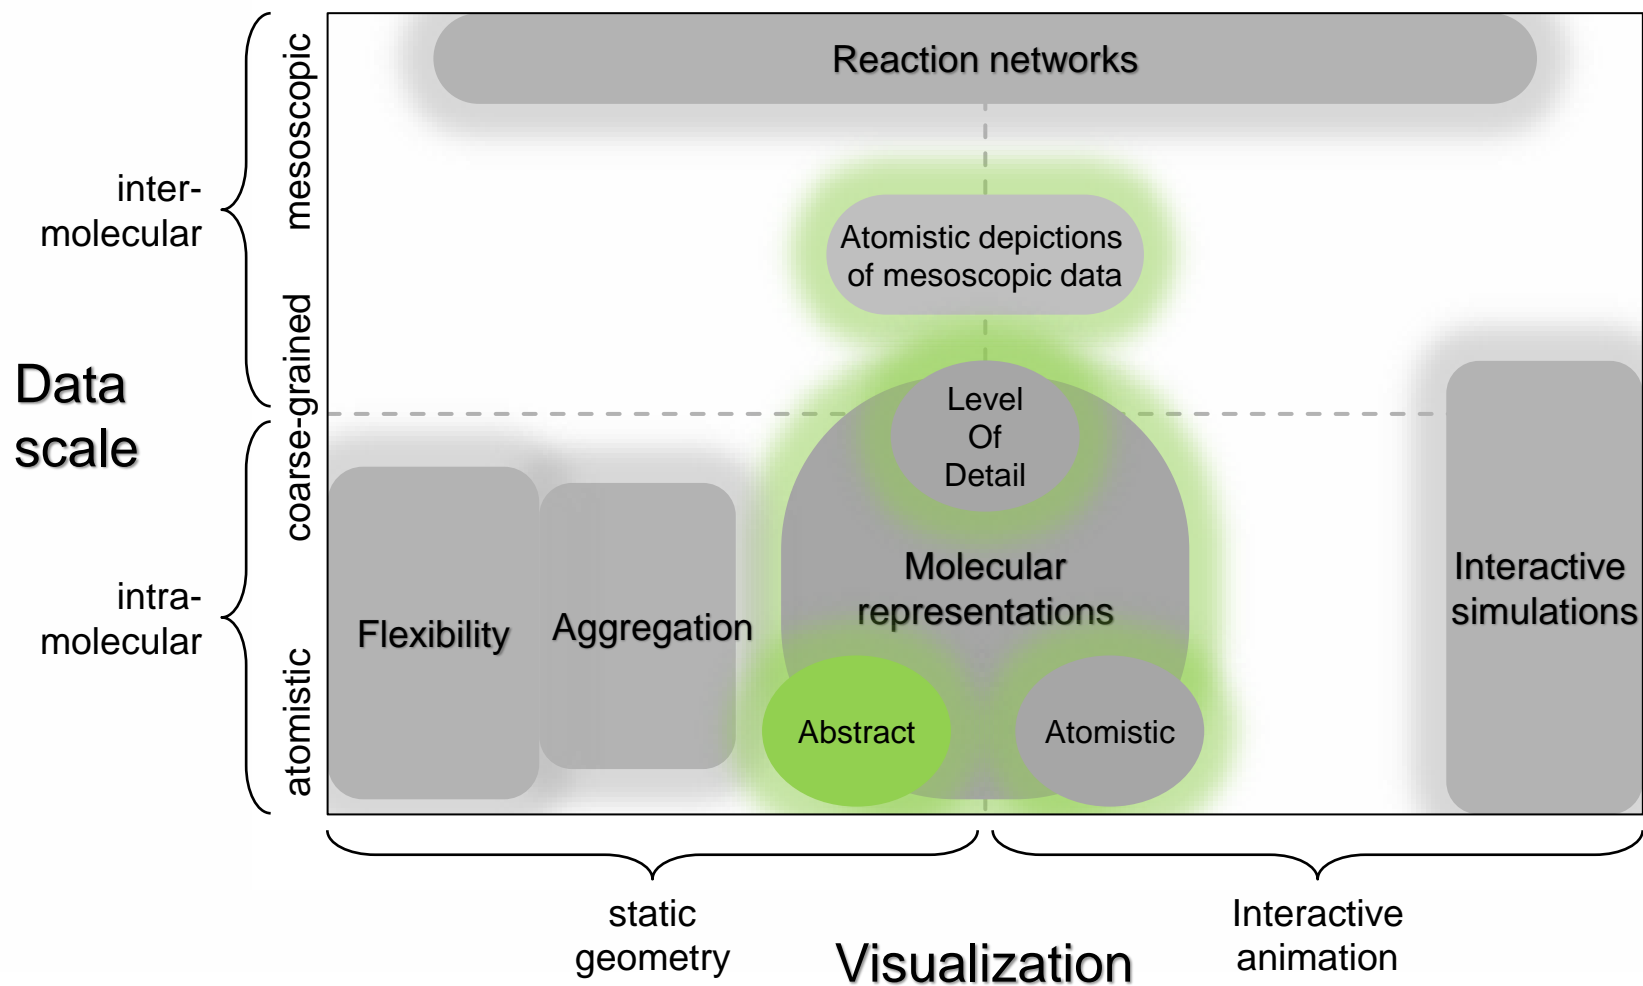 Reaction networks
mesoscopic
inter-
molecular
Atomistic depictions
of mesoscopic data
Data
scale
coarse-grained
Level
Of
Detail
Molecular
representations
Interactive
simulations
intra-
molecular
Flexibility
Aggregation
atomistic
Abstract
Atomistic
static
geometry
Interactive
animation
Visualization